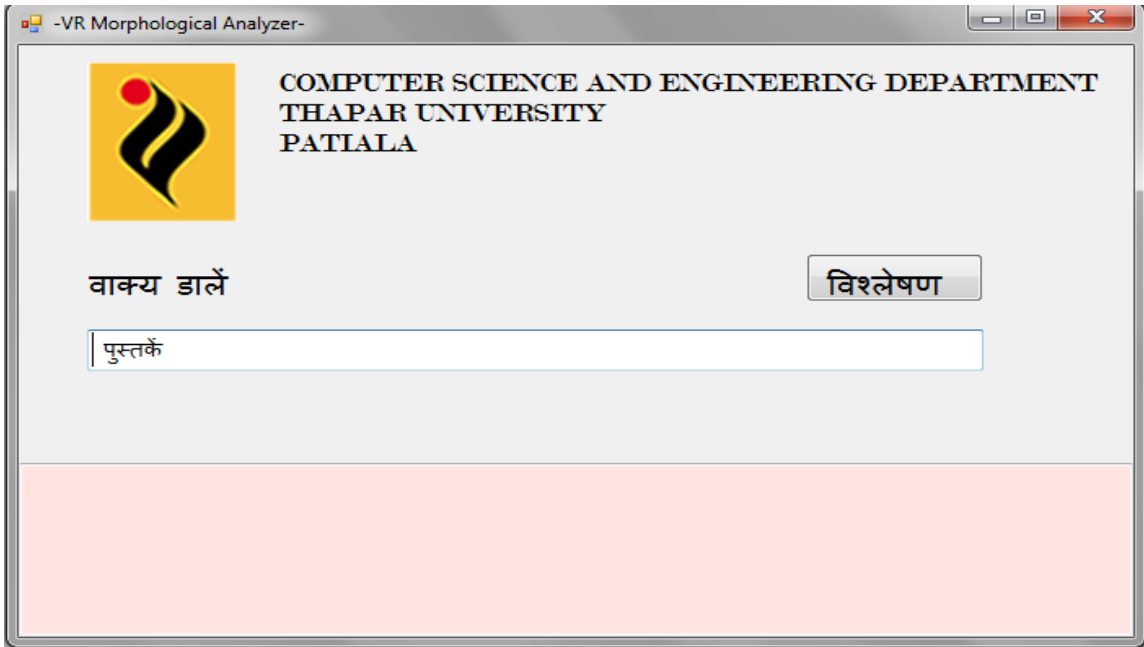 -VR Morphological Analyzer-
COMPUTER SCIENCE AND ENGINEERING DEPARTMENT
THAPAR UNIVERSITY
PATIALA
वाक्य डालें
विश्लेषण
पुस्तकें